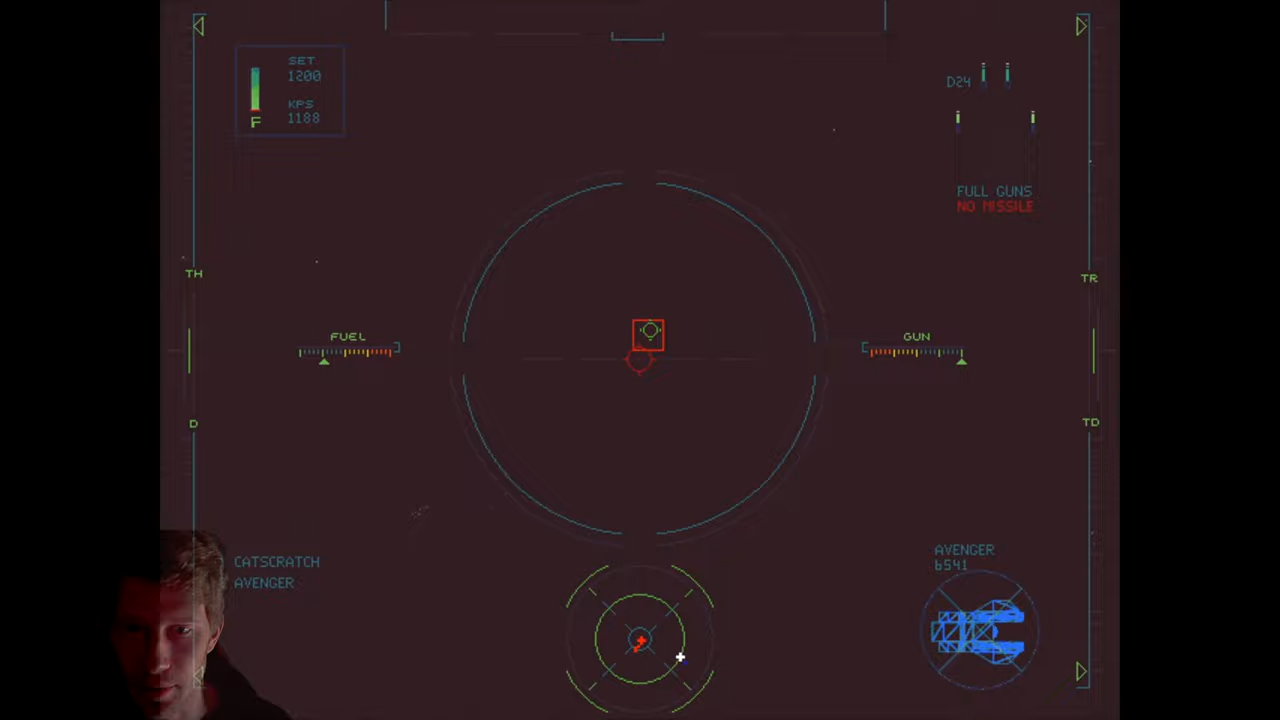 SET
1200
KPS
1188
F
D24
FULL GUNS
NO MISSILE
TH
TR
FUEL
GUN
D
TD
CATSCRATCH
AVENGER
AVENGER
6541